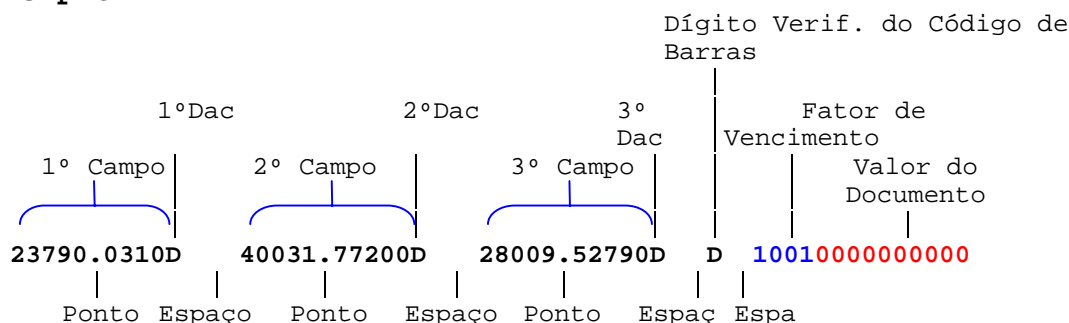 Dígito Verif. do Código de
Barras
1ºDac 2ºDac 3º Fator de
Dac Vencimento
1º Campo 2º Campo 3º Campo Valor do
Documento
23790.0310D 40031.77200D 28009.52790D D 10010000000000
Ponto Espaço Ponto Espaço Ponto Espaç Espa